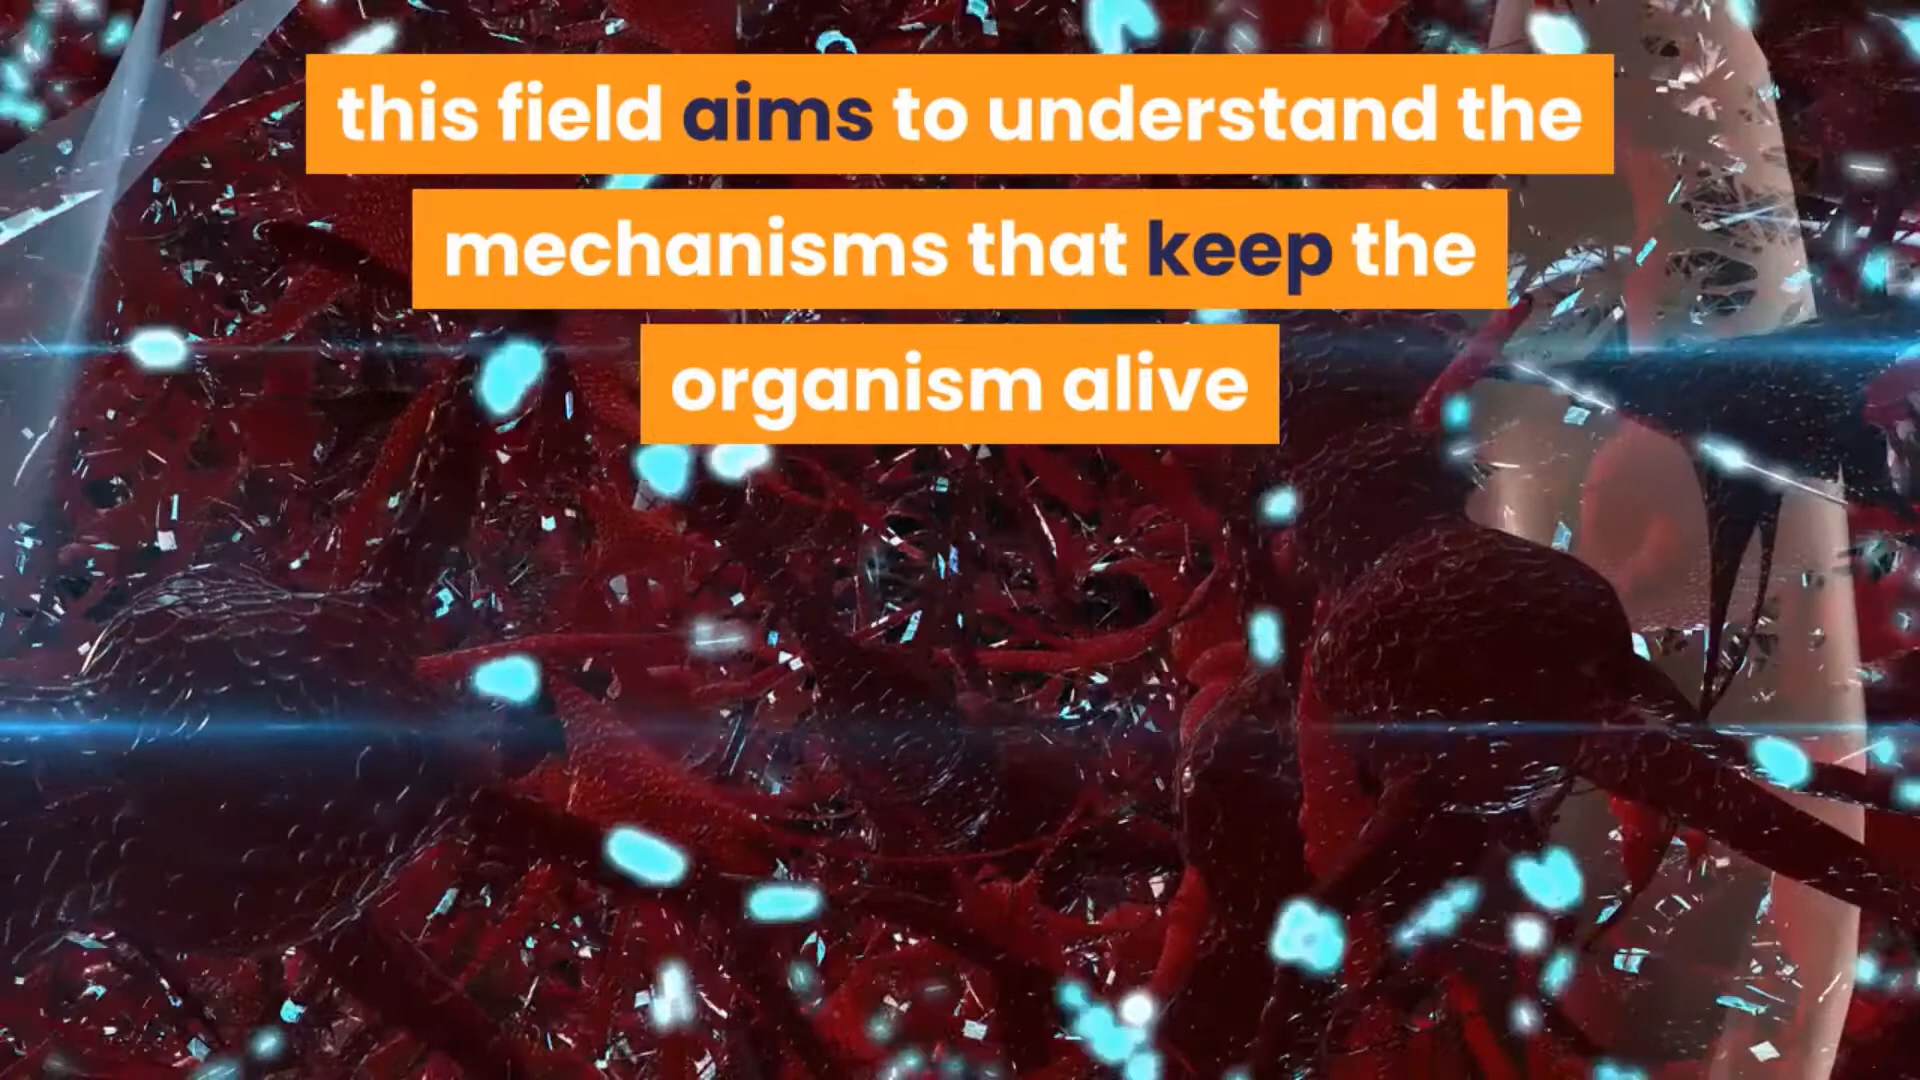 this field aims to understand the
mechanisms that keep the
organism alive